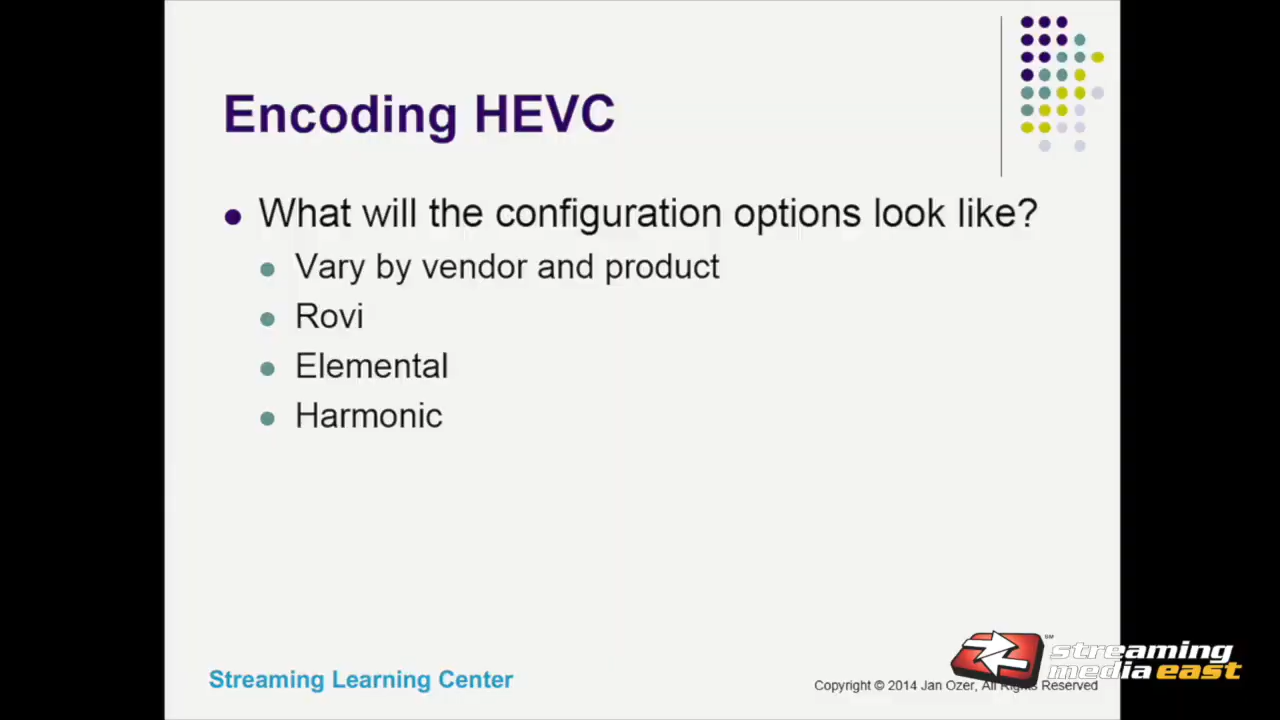 Encoding HEVC
What will the configuration options look like?
Vary by vendor and product
Rovi
Elemental
Harmonic
Streaming Learning Center
Copyright © 2014 Jan Ozer, All Rights Reserved
SM
streaming
media east